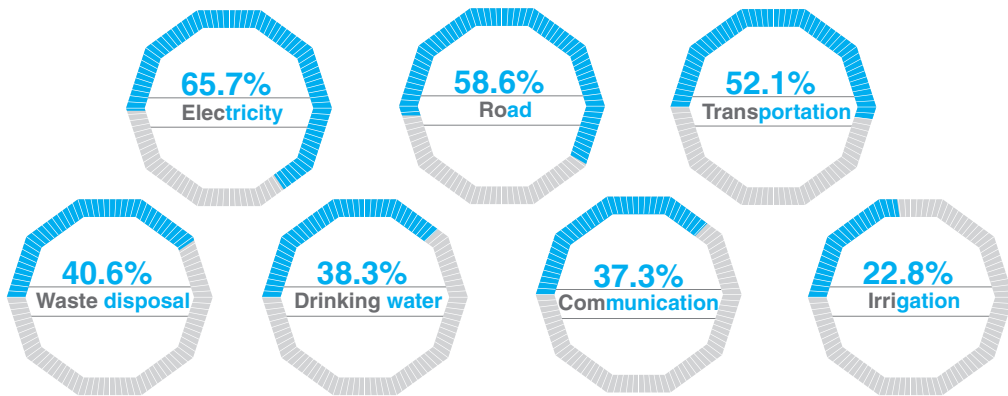 65.7%
Electricity
58.6%
Road
52.1%
Transportation
40.6%
Waste disposal
38.3%
Drinking water
37.3%
Communication
22.8%
Irrigation